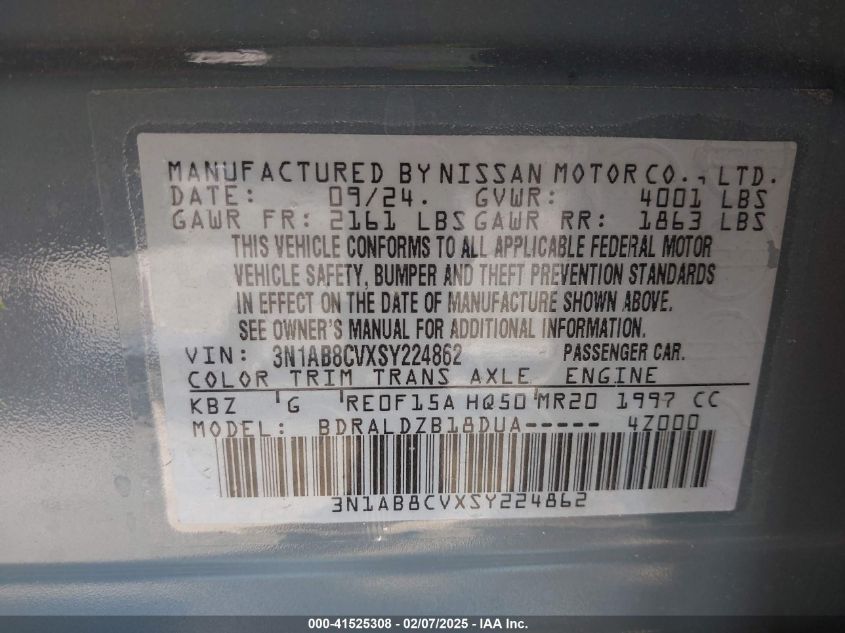 MANUFACTURED BY NISSAN MOTOR CO., LTD.
DATE: 09/24. GVWR: 4001 LBS
GAWR FR: 2161 LBS GAWR RR: 1863 LBS
THIS VEHICLE CONFORMS TO ALL APPLICABLE FEDERAL MOTOR
VEHICLE SAFETY, BUMPER AND THEFT PREVENTION STANDARDS
IN EFFECT ON THE DATE OF MANUFACTURE SHOWN ABOVE.
SEE OWNER'S MANUAL FOR ADDITIONAL INFORMATION.
VIN: 3N1AB8CVXSY224862 PASSENGER CAR.
COLOR TRIM TRANS AXLE ENGINE
KBZ G RE0F15A HQ50 MR20 1997 CC
MODEL: BDRALDZB18DUA----- 4Z000
3N1AB8CVXSY224862
000-41525308 - 02/07/2025 - IAA Inc.